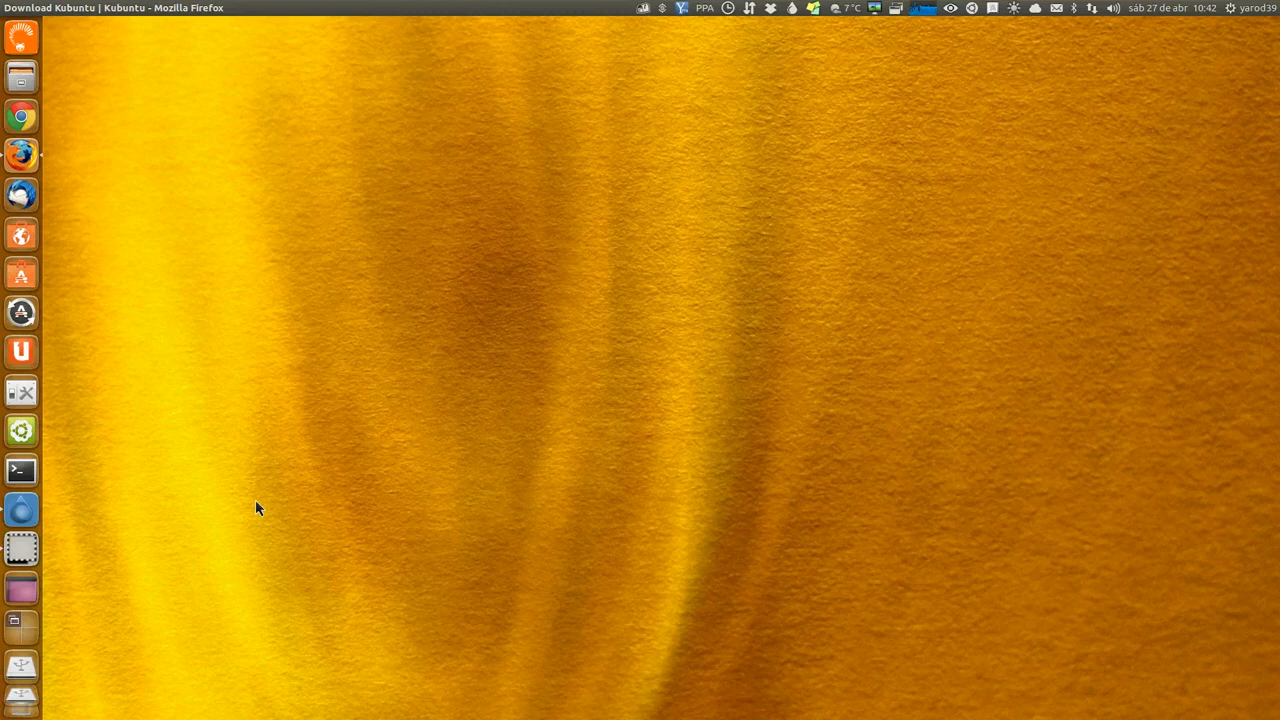 Download Kubuntu | Kubuntu - Mozilla Firefox PPA 7 °C sáb 27 de abr 10:42 yarod39